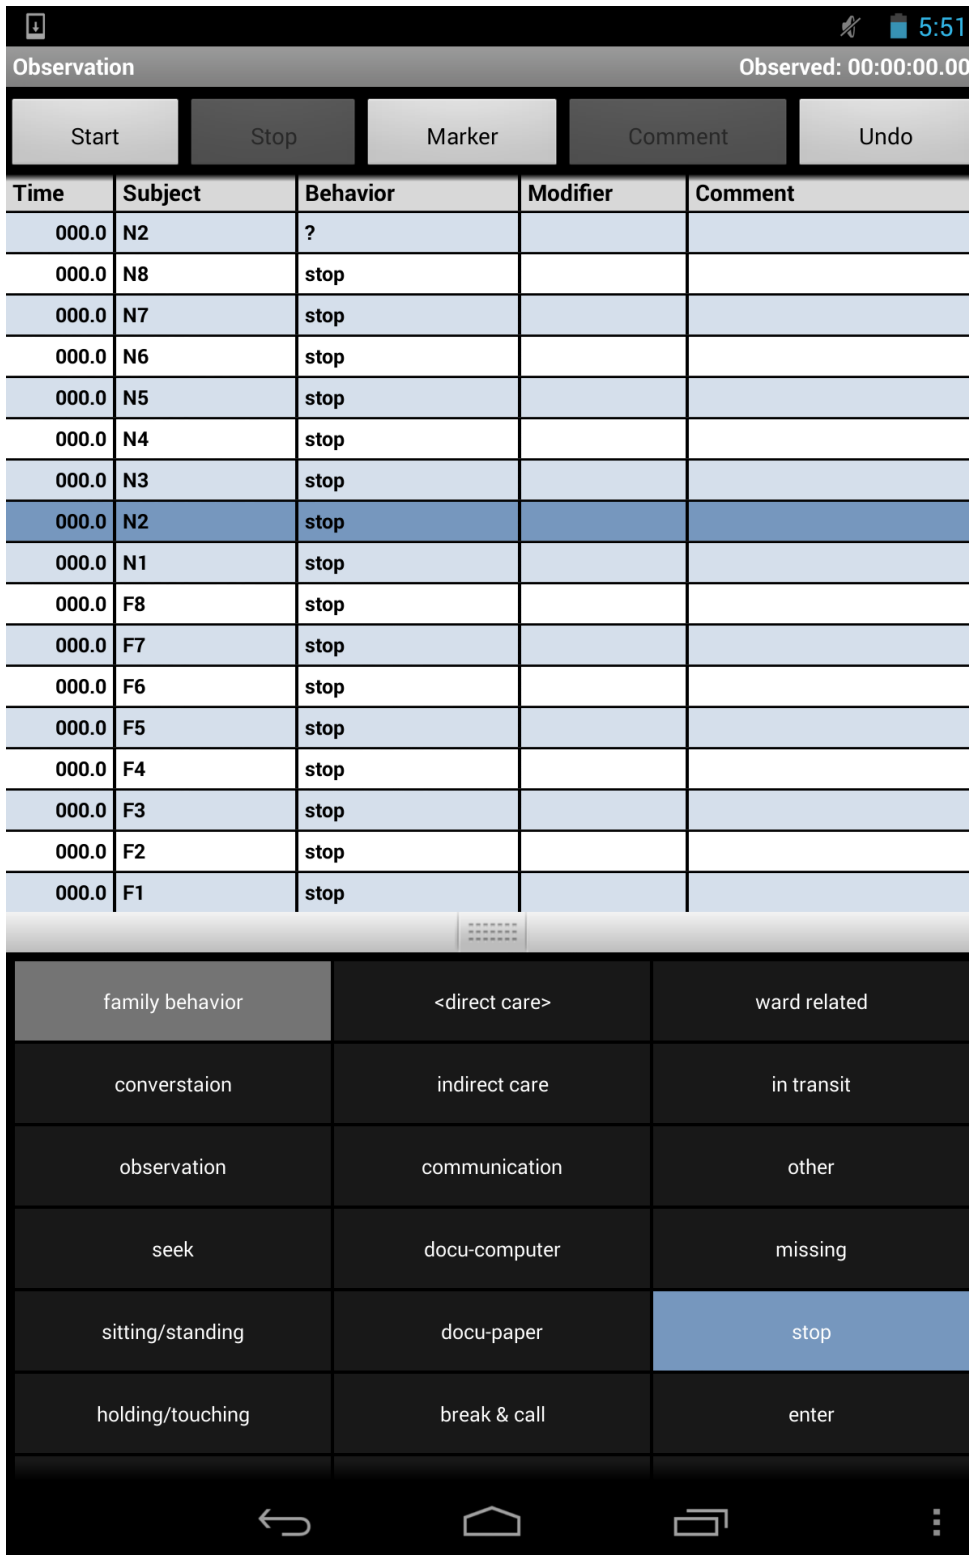 5:51
Observation Observed: 00:00:00.00
Start Stop Marker Comment Undo
Time Subject Behavior Modifier Comment
000.0 N2 ?
000.0 N8 stop
000.0 N7 stop
000.0 N6 stop
000.0 N5 stop
000.0 N4 stop
000.0 N3 stop
000.0 N2 stop
000.0 N1 stop
000.0 F8 stop
000.0 F7 stop
000.0 F6 stop
000.0 F5 stop
000.0 F4 stop
000.0 F3 stop
000.0 F2 stop
000.0 F1 stop
family behavior <direct care> ward related
converstaion indirect care in transit
observation communication other
seek docu-computer missing
sitting/standing docu-paper stop
holding/touching break & call enter